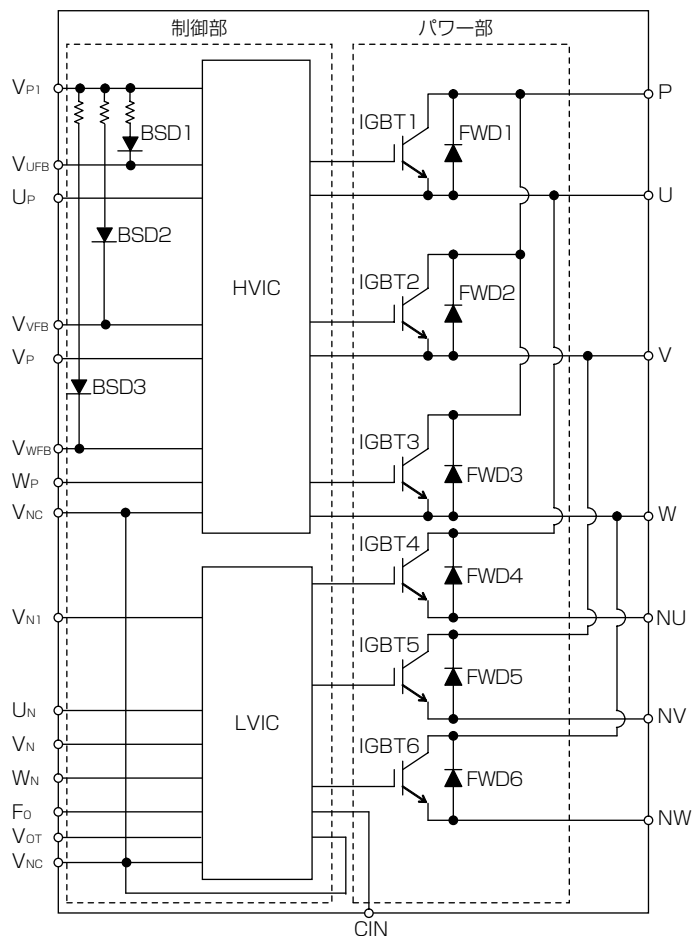 制御部
パワー部
VP1
VUFB
UP
VVFB
VP
VWFB
WP
VNC
VN1
UN
VN
WN
FO
VOT
VNC
BSD1
BSD2
BSD3
HVIC
LVIC
IGBT1
FWD1
IGBT2
FWD2
IGBT3
FWD3
IGBT4
FWD4
IGBT5
FWD5
IGBT6
FWD6
P
U
V
W
NU
NV
NW
CIN